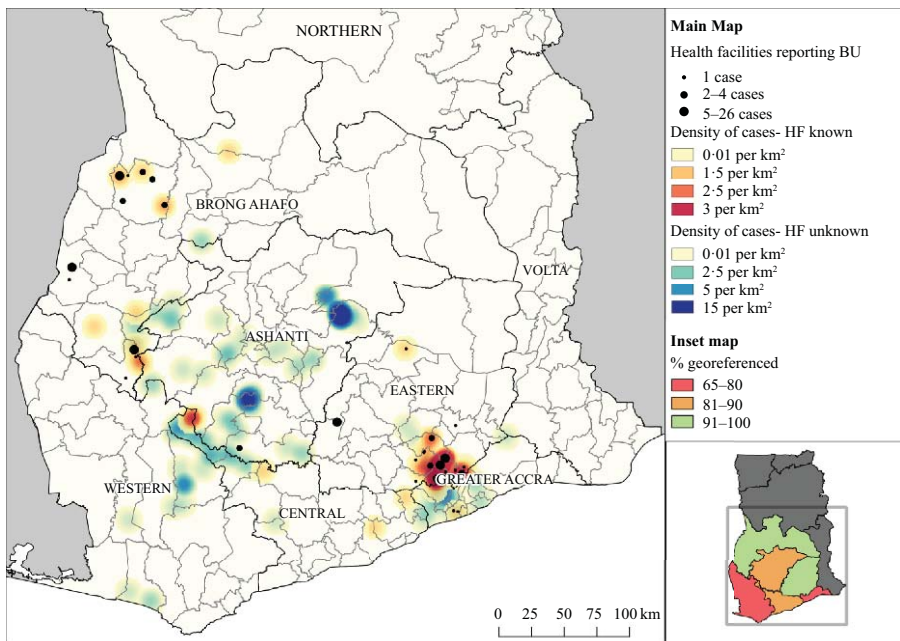 NORTHERN
BRONG AHAFO
VOLTA
ASHANTI
EASTERN
WESTERN
GREATER ACCRA
CENTRAL
0 25 50 75 100 km
Main Map
Health facilities reporting BU
1 case
2–4 cases
5–26 cases
Density of cases- HF known
0·01 per km²
1·5 per km²
2·5 per km²
3 per km²
Density of cases- HF unknown
0·01 per km²
2·5 per km²
5 per km²
15 per km²
Inset map
% georeferenced
65–80
81–90
91–100